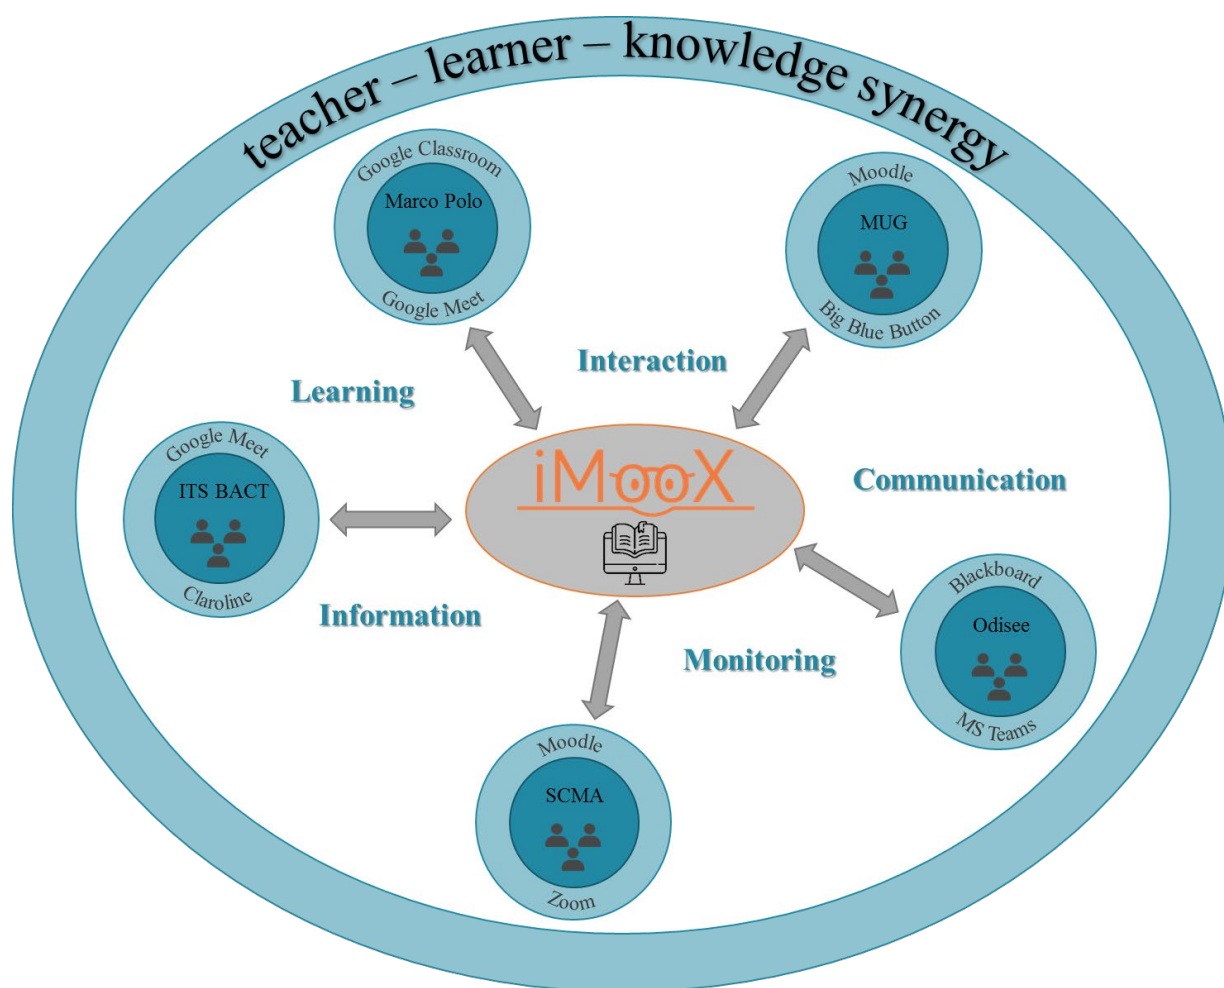 teacher – learner – knowledge synergy
Google Classroom
Marco Polo
Google Meet
Moodle
MUG
Big Blue Button
Interaction
Learning
Google Meet
ITS BACT
Claroline
iMooX
Communication
Information
Monitoring
Blackboard
Odisee
MS Teams
Moodle
SCMA
Zoom